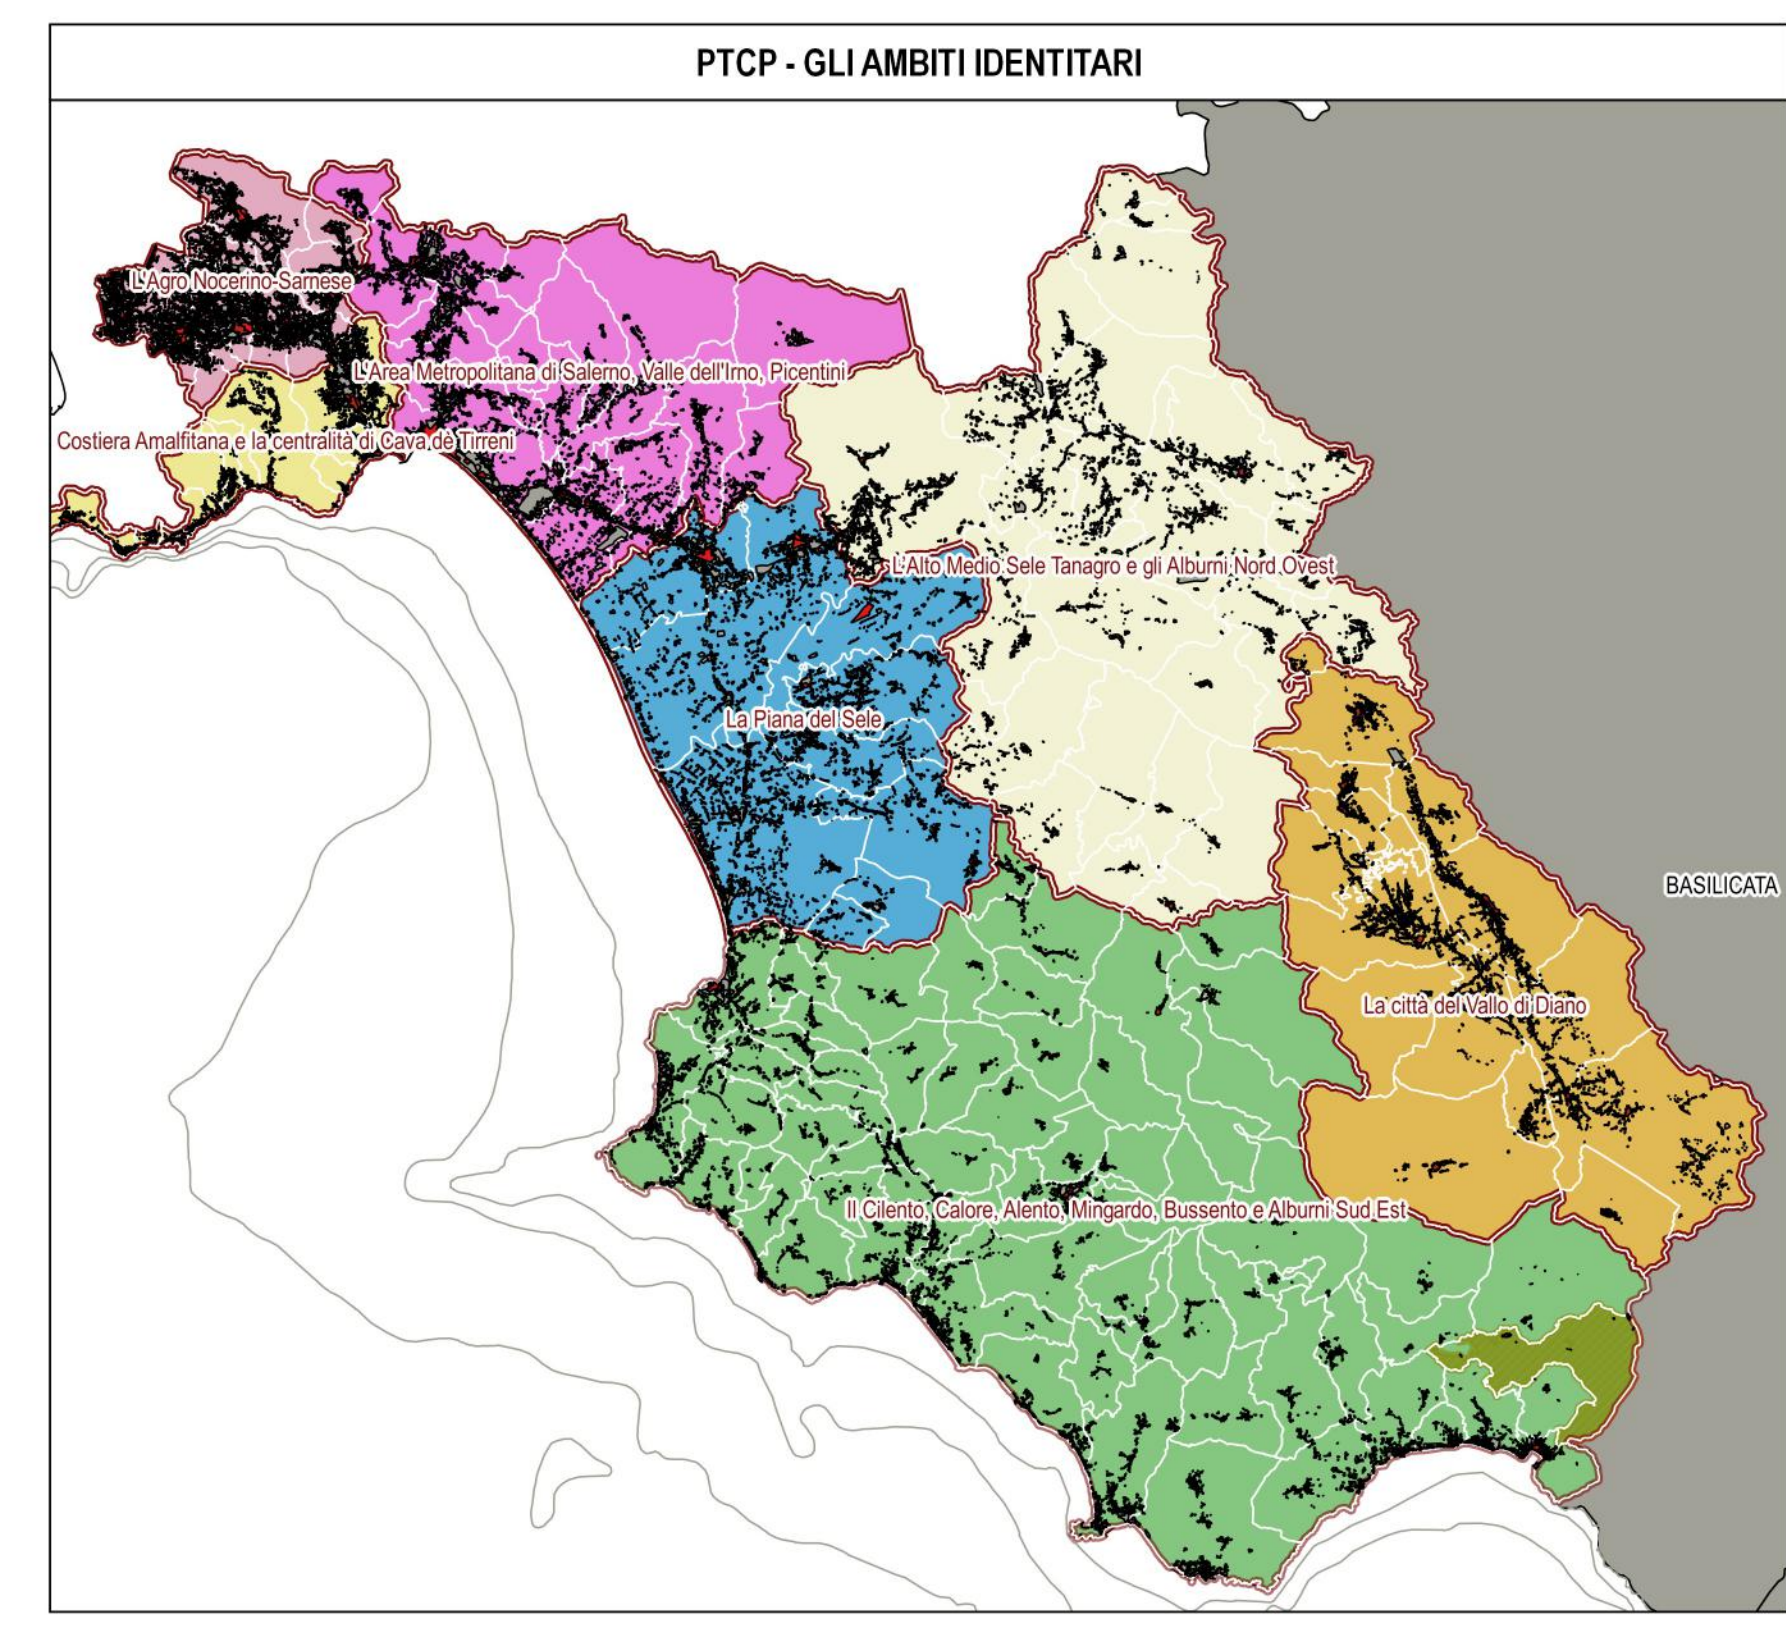 PTCP - GLI AMBITI IDENTITARI
L'Agro Nocerino-Sarnese
L'Area Metropolitana di Salerno, Valle dell'Irno, Picentini
Costiera Amalfitana e la centralità di Cava dè Tirreni
L'Alto Medio Sele Tanagro e gli Alburni Nord Ovest
La Piana del Sele
BASILICATA
La città del Vallo di Diano
Il Cilento, Calore, Alento, Mingardo, Bussento e Alburni Sud Est